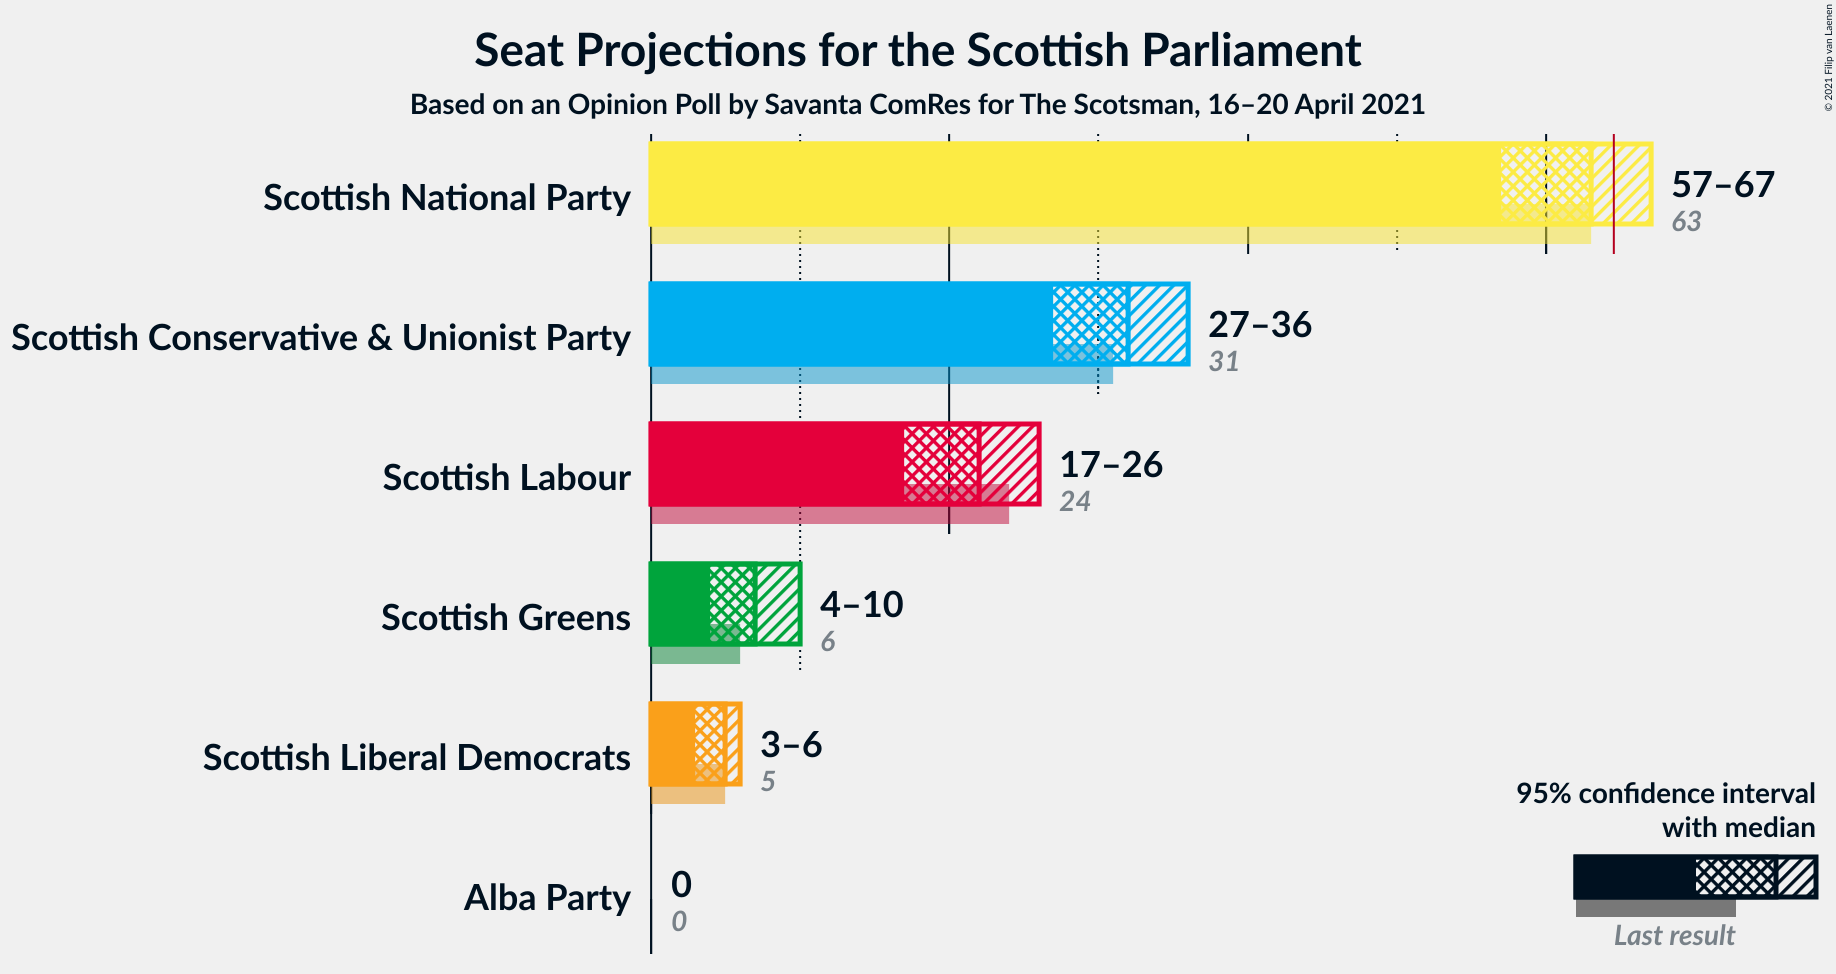 Seat Projections for the Scottish Parliament
Based on an Opinion Poll by Savanta ComRes for The Scotsman, 16–20 April 2021
© 2021 Filip van Laenen
Scottish National Party
57–67
63
Scottish Conservative & Unionist Party
27–36
31
Scottish Labour
17–26
24
Scottish Greens
4–10
6
Scottish Liberal Democrats
3–6
5
Alba Party
0
0
95% confidence interval
with median
Last result